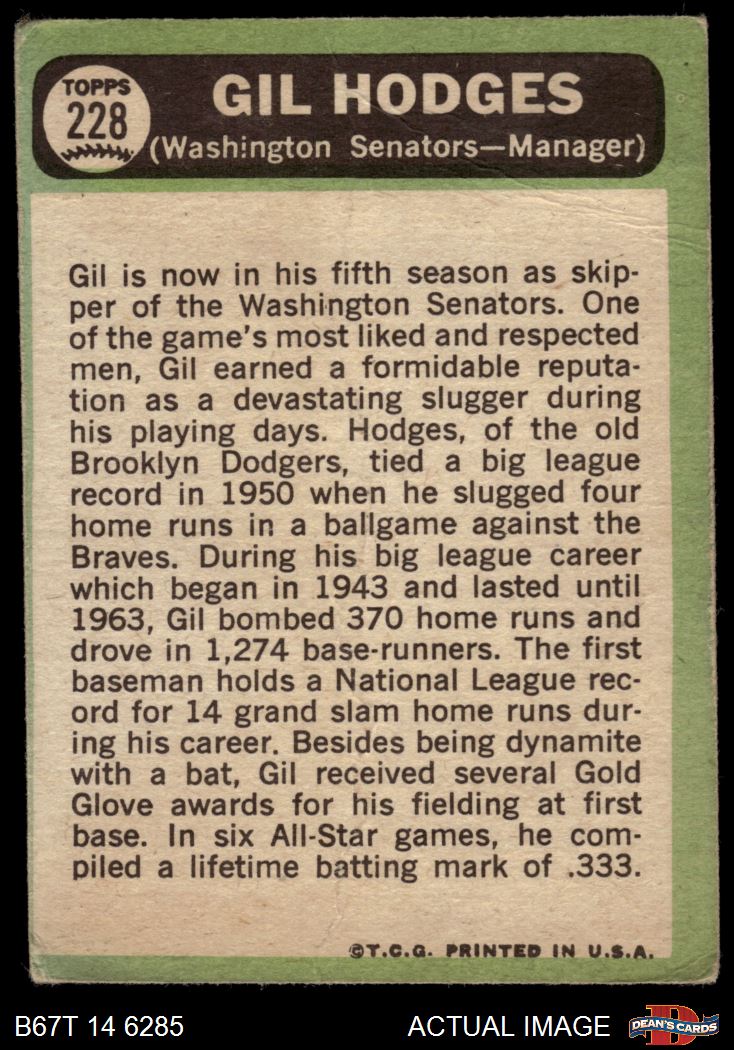 TOPPS
228
GIL HODGES
(Washington Senators—Manager)
Gil is now in his fifth season as skip-
per of the Washington Senators. One
of the game's most liked and respected
men, Gil earned a formidable reputa-
tion as a devastating slugger during
his playing days. Hodges, of the old
Brooklyn Dodgers, tied a big league
record in 1950 when he slugged four
home runs in a ballgame against the
Braves. During his big league career
which began in 1943 and lasted until
1963, Gil bombed 370 home runs and
drove in 1,274 base-runners. The first
baseman holds a National League rec-
ord for 14 grand slam home runs dur-
ing his career. Besides being dynamite
with a bat, Gil received several Gold
Glove awards for his fielding at first
base. In six All-Star games, he com-
piled a lifetime batting mark of .333.
©T.C.G. PRINTED IN U.S.A.
B67T 14 6285
ACTUAL IMAGE
DEAN'S CARDS